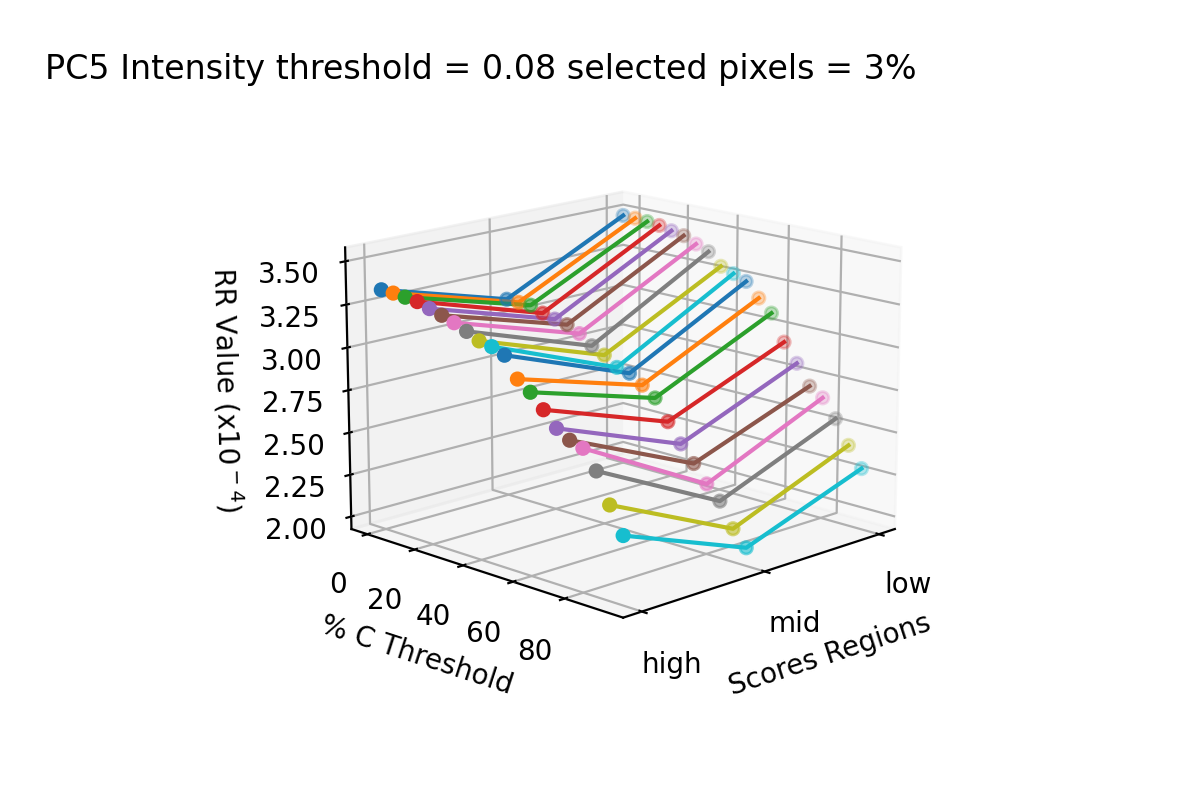 PC5 Intensity threshold = 0.08 selected pixels = 3%
3.50
3.25
3.00
2.75
2.50
2.25
2.00
RR Value (x10⁻⁴)
0
20
40
60
80
% C Threshold
high
mid
low
Scores Regions